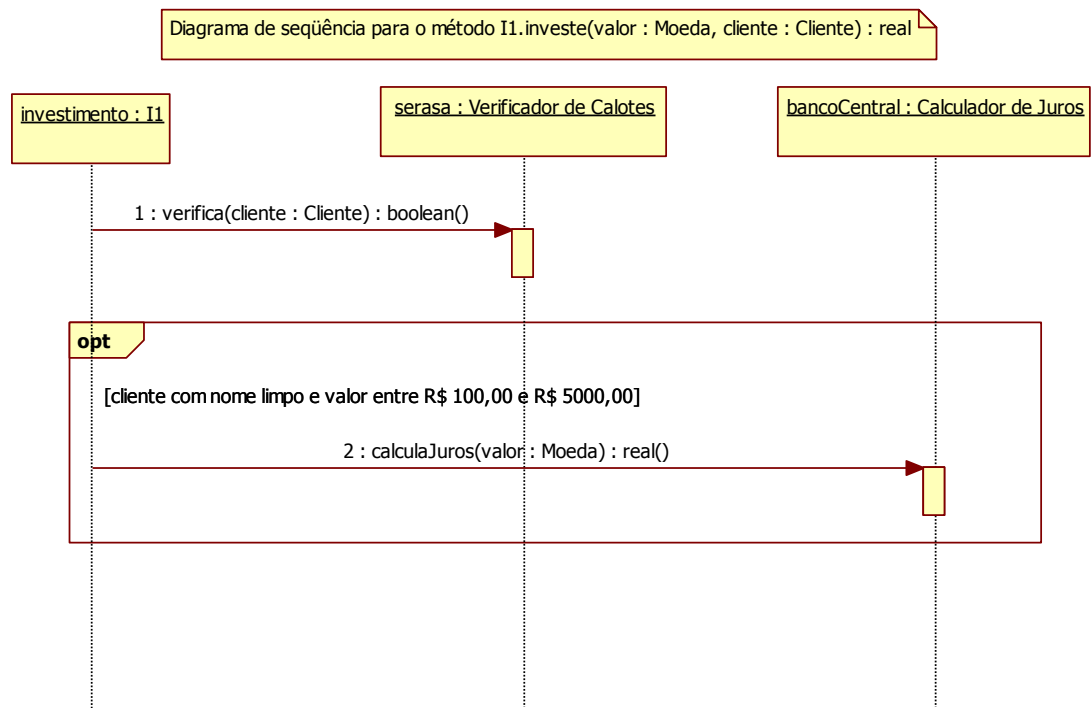 Diagrama de seqüência para o método I1.investe(valor : Moeda, cliente : Cliente) : real
investimento : I1
serasa : Verificador de Calotes
bancoCentral : Calculador de Juros
1 : verifica(cliente : Cliente) : boolean()
opt
[cliente com nome limpo e valor entre R$ 100,00 e R$ 5000,00]
2 : calculaJuros(valor : Moeda) : real()